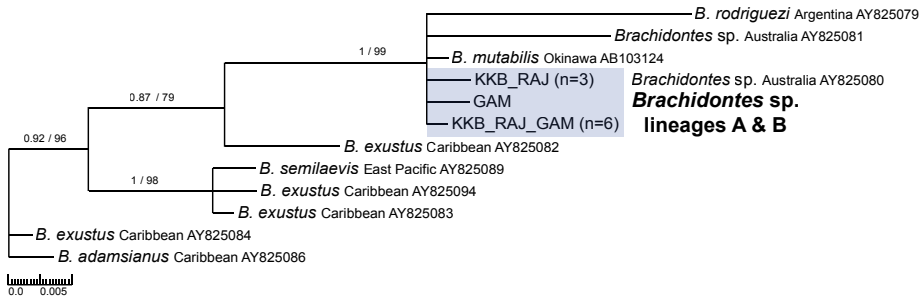 B. rodriguezi Argentina AY825079
Brachidontes sp. Australia AY825081
1 / 99
B. mutabilis Okinawa AB103124
KKB_RAJ (n=3) Brachidontes sp. Australia AY825080
GAM Brachidontes sp.
KKB_RAJ_GAM (n=6) lineages A & B
0.87 / 79
0.92 / 96
B. exustus Caribbean AY825082
B. semilaevis East Pacific AY825089
1 / 98
B. exustus Caribbean AY825094
B. exustus Caribbean AY825083
B. exustus Caribbean AY825084
B. adamsianus Caribbean AY825086
0.0 0.005